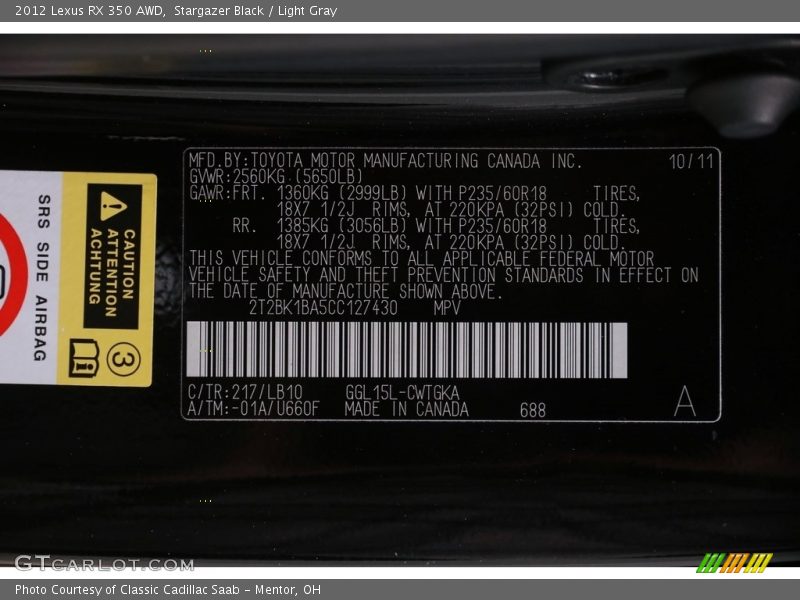 2012 Lexus RX 350 AWD, Stargazer Black / Light Gray
MFD.BY:TOYOTA MOTOR MANUFACTURING CANADA INC. 10/11
GVWR:2560KG (5650LB)
GAWR:FRT. 1360KG (2999LB) WITH P235/60R18 TIRES,
18X7 1/2J RIMS, AT 220KPA (32PSI) COLD.
RR. 1385KG (3056LB) WITH P235/60R18 TIRES,
18X7 1/2J RIMS, AT 220KPA (32PSI) COLD.
THIS VEHICLE CONFORMS TO ALL APPLICABLE FEDERAL MOTOR
VEHICLE SAFETY AND THEFT PREVENTION STANDARDS IN EFFECT ON
THE DATE OF MANUFACTURE SHOWN ABOVE.
2T2BK1BA5CC127430 MPV
C/TR:217/LB10 GGL15L-CWTGKA
A/TM:-01A/U660F MADE IN CANADA 688 A
SRS SIDE AIRBAG
CAUTION
ATTENTION
ACHTUNG
3
GTCARLOT.COM
Photo Courtesy of Classic Cadillac Saab - Mentor, OH